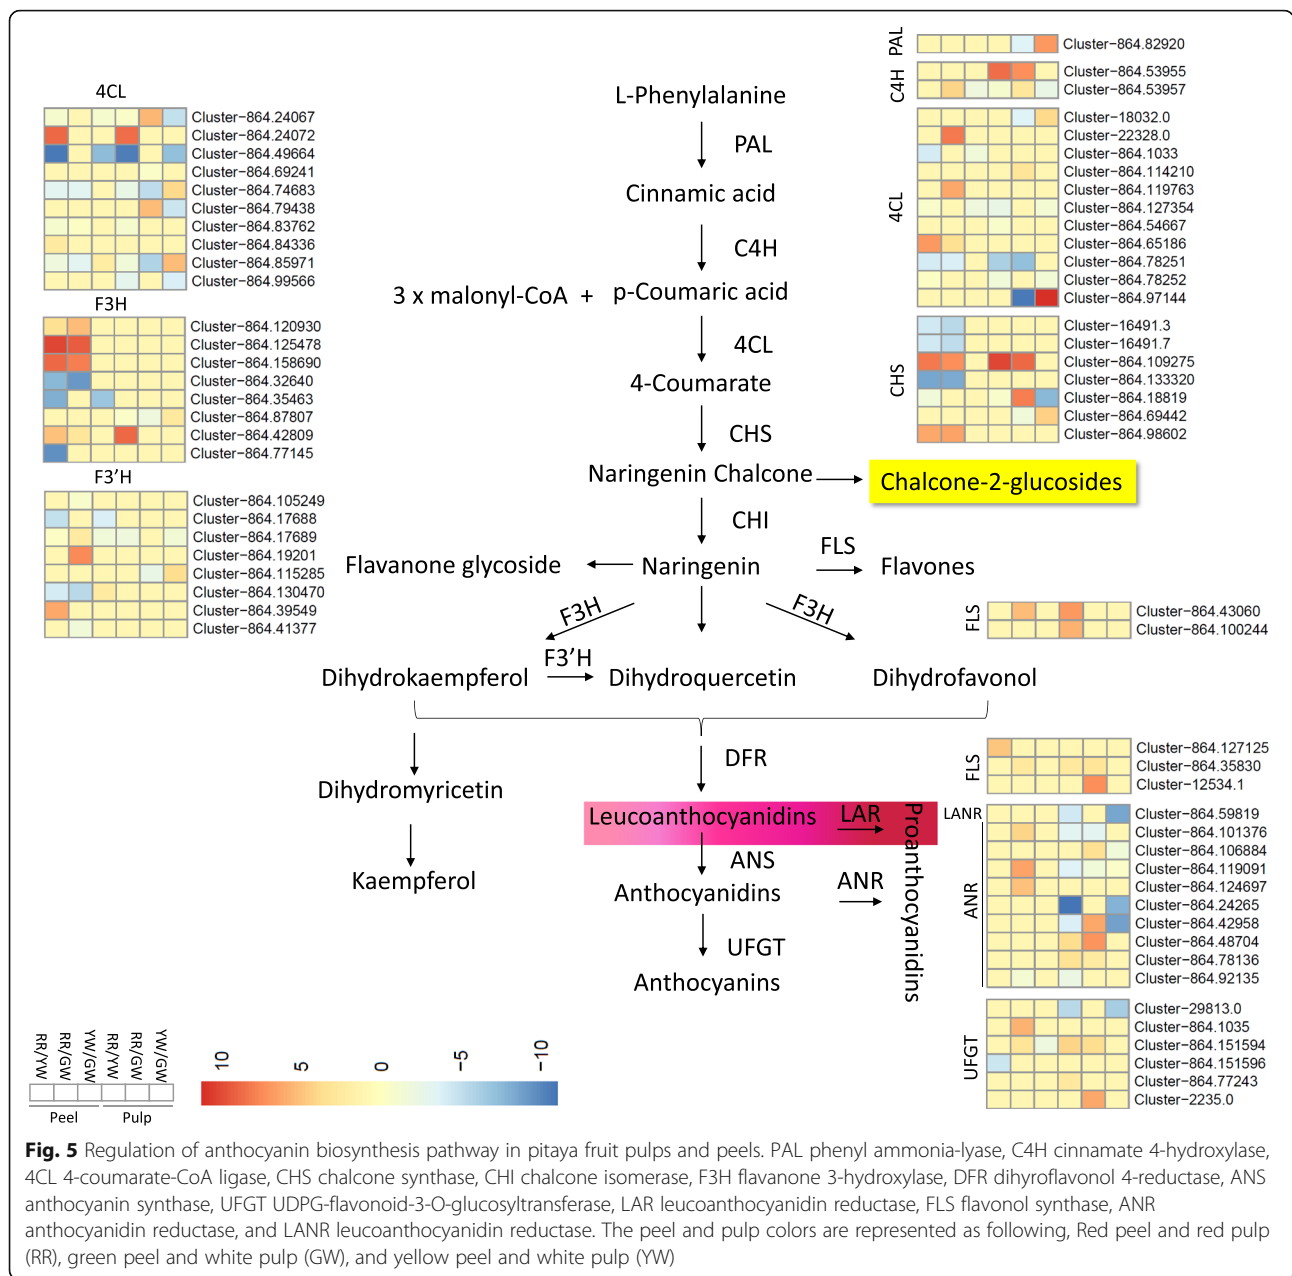 4CL
Cluster−864.24067
Cluster−864.24072
Cluster−864.49664
Cluster−864.69241
Cluster−864.74683
Cluster−864.79438
Cluster−864.83762
Cluster−864.84336
Cluster−864.85971
Cluster−864.99566
F3H
Cluster−864.120930
Cluster−864.125478
Cluster−864.158690
Cluster−864.32640
Cluster−864.35463
Cluster−864.87807
Cluster−864.42809
Cluster−864.77145
F3’H
Cluster−864.105249
Cluster−864.17688
Cluster−864.17689
Cluster−864.19201
Cluster−864.115285
Cluster−864.130470
Cluster−864.39549
Cluster−864.41377
L-Phenylalanine
PAL
Cinnamic acid
C4H
3 x malonyl-CoA + p-Coumaric acid
4CL
4-Coumarate
CHS
Naringenin Chalcone
Chalcone-2-glucosides
CHI
Flavanone glycoside
Naringenin
FLS
Flavones
F3H
F3H
Dihydrokaempferol
F3’H
Dihydroquercetin
Dihydrofavonol
DFR
Dihydromyricetin
Kaempferol
Leucoanthocyanidins
LAR
Proanthocyanidins
ANS
Anthocyanidins
ANR
UFGT
Anthocyanins
PAL
Cluster−864.82920
C4H
Cluster−864.53955
Cluster−864.53957
4CL
Cluster−18032.0
Cluster−22328.0
Cluster−864.1033
Cluster−864.114210
Cluster−864.119763
Cluster−864.127354
Cluster−864.54667
Cluster−864.65186
Cluster−864.78251
Cluster−864.78252
Cluster−864.97144
CHS
Cluster−16491.3
Cluster−16491.7
Cluster−864.109275
Cluster−864.133320
Cluster−864.18819
Cluster−864.69442
Cluster−864.98602
FLS
Cluster−864.43060
Cluster−864.100244
FLS
Cluster−864.127125
Cluster−864.35830
Cluster−12534.1
LANR
Cluster−864.59819
ANR
Cluster−864.101376
Cluster−864.106884
Cluster−864.119091
Cluster−864.124697
Cluster−864.24265
Cluster−864.42958
Cluster−864.48704
Cluster−864.78136
Cluster−864.92135
UFGT
Cluster−29813.0
Cluster−864.1035
Cluster−864.151594
Cluster−864.151596
Cluster−864.77243
Cluster−2235.0
RR/YW
RR/GW
YW/GW
RR/YW
RR/GW
YW/GW
Peel
Pulp
10
5
0
−5
−10
Fig. 5 Regulation of anthocyanin biosynthesis pathway in pitaya fruit pulps and peels. PAL phenyl ammonia-lyase, C4H cinnamate 4-hydroxylase,
4CL 4-coumarate-CoA ligase, CHS chalcone synthase, CHI chalcone isomerase, F3H flavanone 3-hydroxylase, DFR dihyroflavonol 4-reductase, ANS
anthocyanin synthase, UFGT UDPG-flavonoid-3-O-glucosyltransferase, LAR leucoanthocyanidin reductase, FLS flavonol synthase, ANR
anthocyanidin reductase, and LANR leucoanthocyanidin reductase. The peel and pulp colors are represented as following, Red peel and red pulp
(RR), green peel and white pulp (GW), and yellow peel and white pulp (YW)